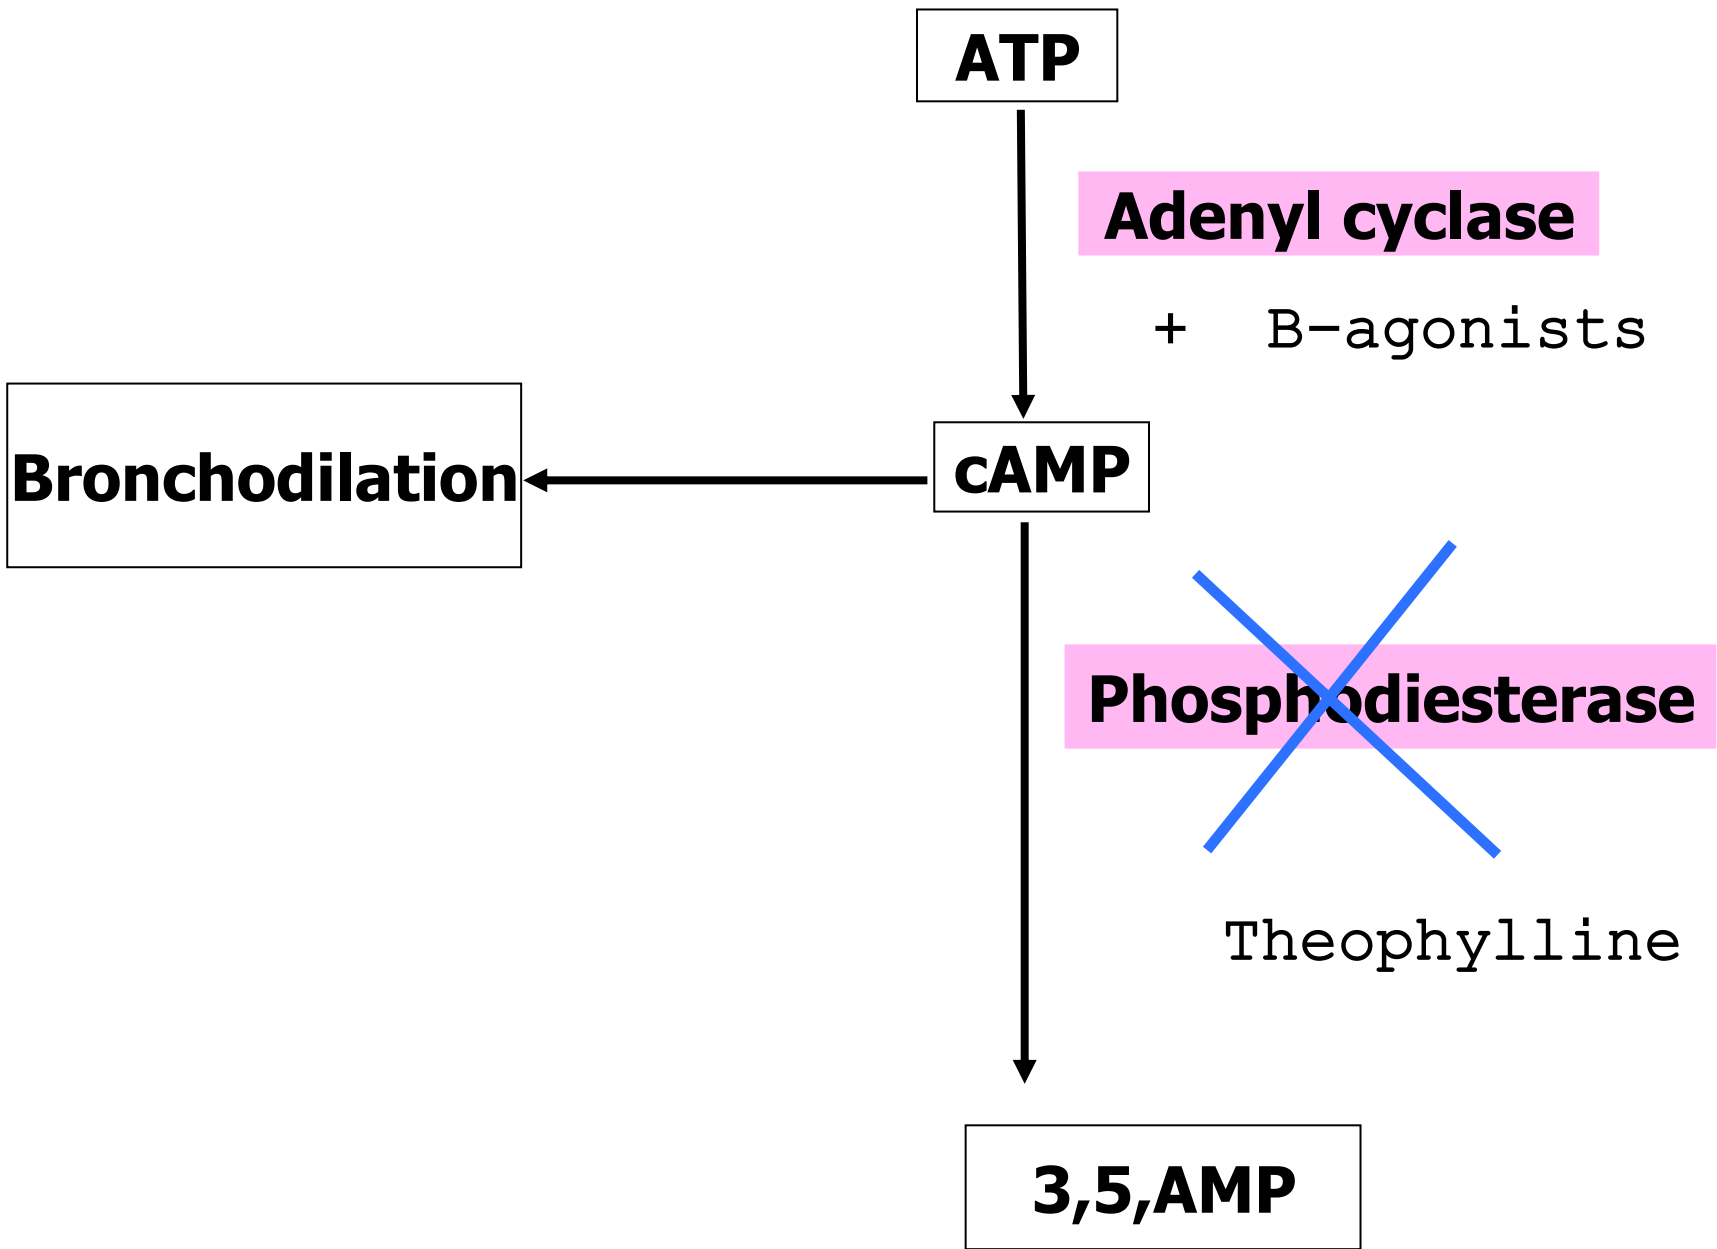 ATP
Adenyl cyclase
+ B-agonists
Bronchodilation
cAMP
Phosphodiesterase
Theophylline
3,5,AMP